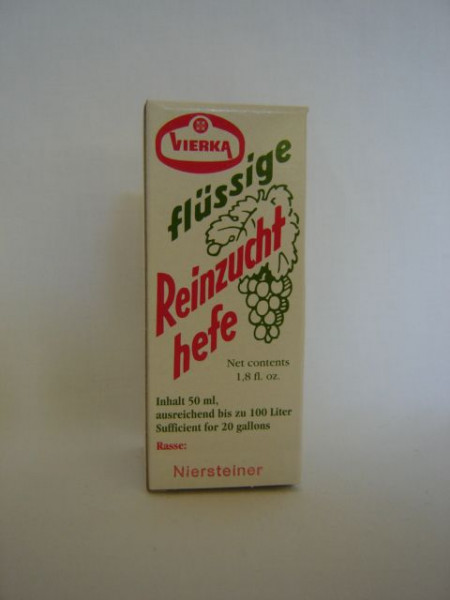 VIERKA
flüssige
Reinzucht
hefe
Net contents
1,8 fl. oz.
Inhalt 50 ml,
ausreichend bis zu 100 Liter
Sufficient for 20 gallons
Rasse:
Niersteiner